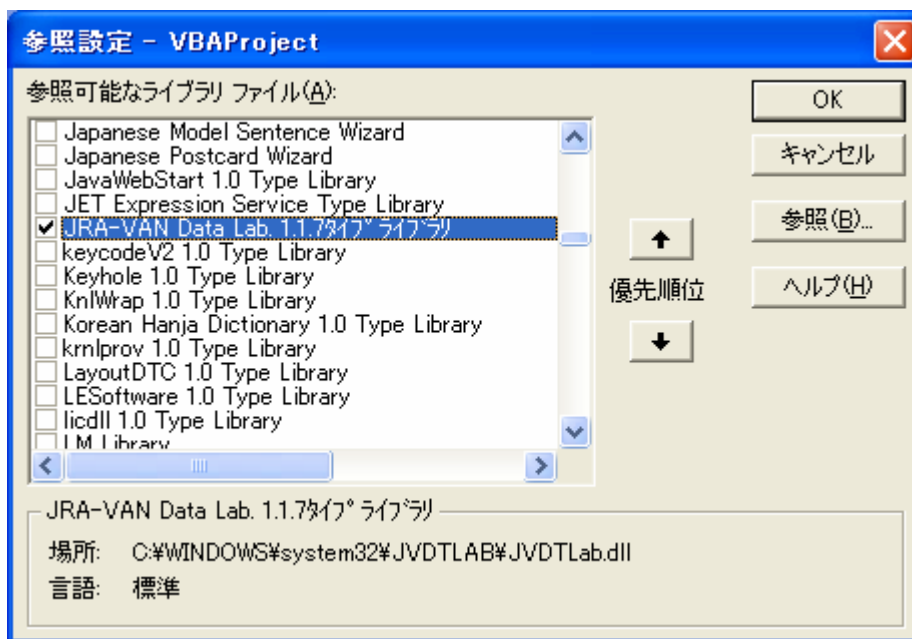 参照設定 - VBAProject
参照可能なライブラリ ファイル(A):
Japanese Model Sentence Wizard
Japanese Postcard Wizard
JavaWebStart 1.0 Type Library
JET Expression Service Type Library
JRA-VAN Data Lab. 1.1.7ﾀｲﾌﾟ ﾗｲﾌﾞﾗﾘ
keycodeV2 1.0 Type Library
Keyhole 1.0 Type Library
KnlWrap 1.0 Type Library
Korean Hanja Dictionary 1.0 Type Library
krnlprov 1.0 Type Library
LayoutDTC 1.0 Type Library
LESoftware 1.0 Type Library
licdll 1.0 Type Library
LM Library
優先順位
OK
キャンセル
参照(B)...
ヘルプ(H)
JRA-VAN Data Lab. 1.1.7ﾀｲﾌﾟ ﾗｲﾌﾞﾗﾘ
場所: C:¥WINDOWS¥system32¥JVDTLAB¥JVDTLab.dll
言語: 標準